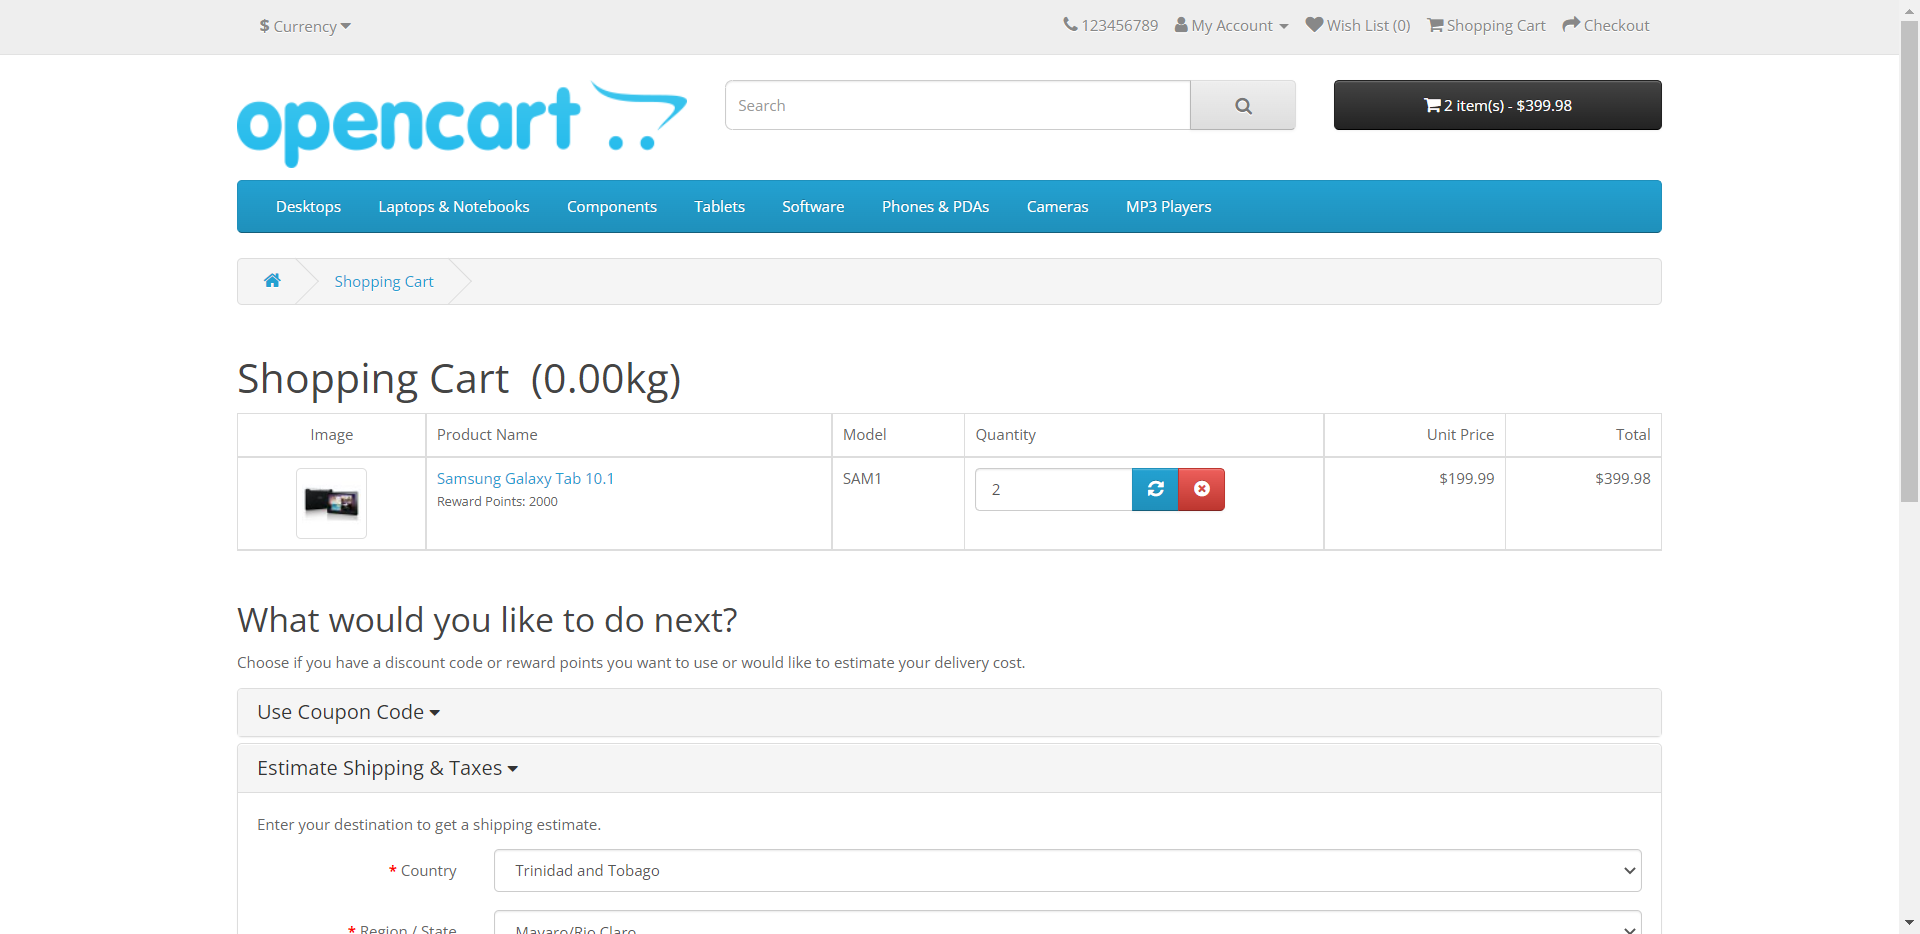 $ Currency
123456789 My Account Wish List (0) Shopping Cart Checkout
opencart
Search
2 item(s) - $399.98
Desktops Laptops & Notebooks Components Tablets Software Phones & PDAs Cameras MP3 Players
Shopping Cart
Shopping Cart (0.00kg)
Image Product Name Model Quantity Unit Price Total
Samsung Galaxy Tab 10.1 SAM1 2 $199.99 $399.98
Reward Points: 2000
What would you like to do next?
Choose if you have a discount code or reward points you want to use or would like to estimate your delivery cost.
Use Coupon Code
Estimate Shipping & Taxes
Enter your destination to get a shipping estimate.
* Country Trinidad and Tobago
* Region / State Mayaro/Rio Claro